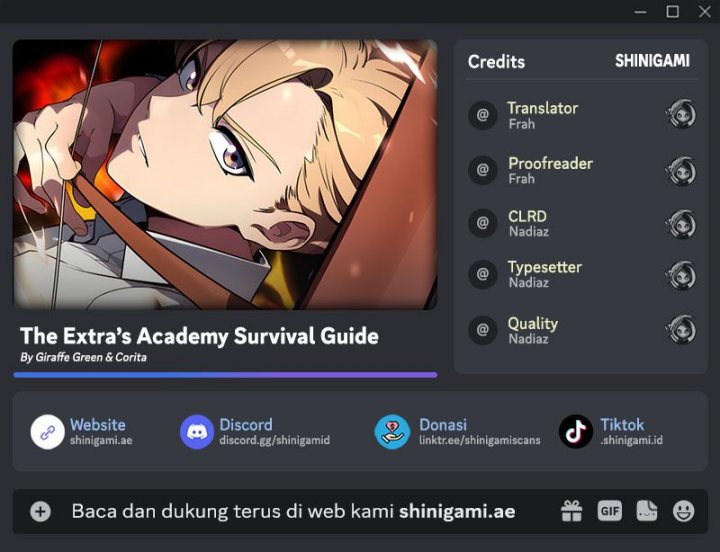 The Extra's Academy Survival Guide
By Giraffe Green & Corita
Credits
SHINIGAMI
@
Translator
Frah
@
Proofreader
Frah
@
CLRD
Nadiaz
@
Typesetter
Nadiaz
@
Quality
Nadiaz
Website
shinigami.ae
Discord
discord.gg/shinigamid
Donasi
linktr.ee/shinigamiscans
Tiktok
.shinigami.id
Baca dan dukung terus di web kami shinigami.ae
GIF